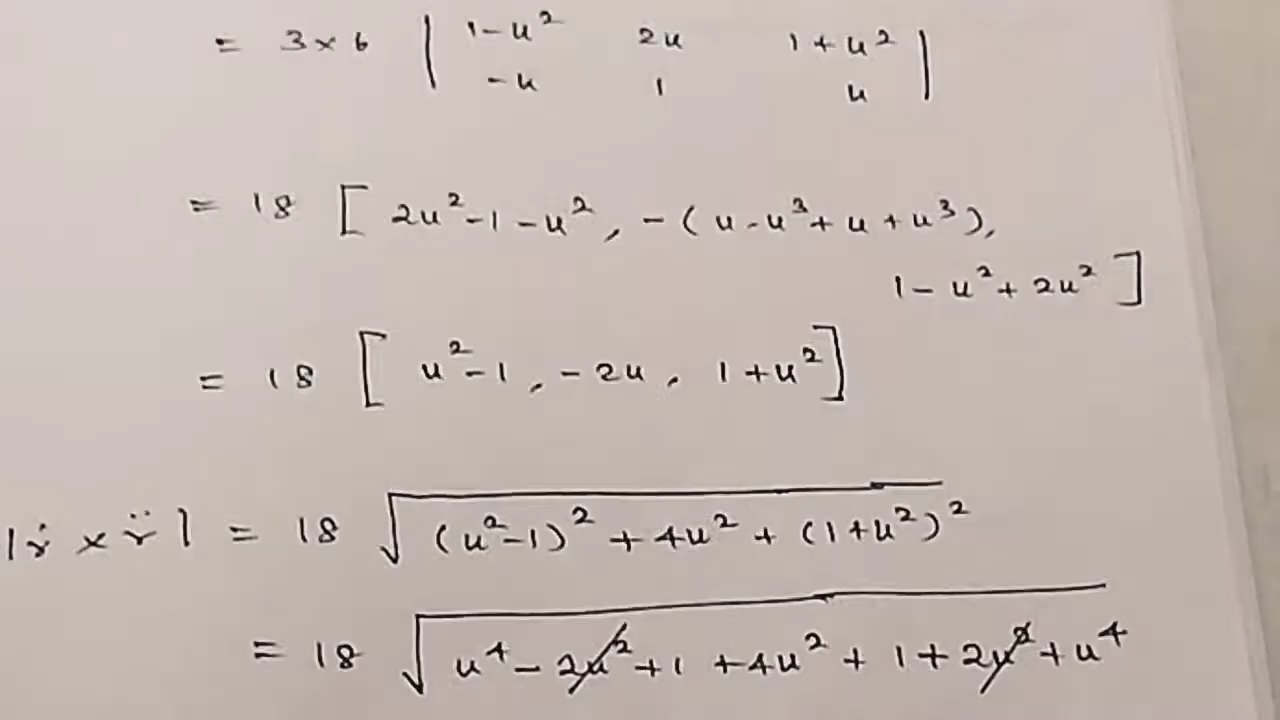 = 3 × 6 | 1 - u² 2u 1 + u² |
- u 1 u
= 18 [ 2u² - 1 - u² , - ( u - u³ + u + u³ ),
1 - u² + 2u² ]
= 18 [ u² - 1 , - 2u , 1 + u² ]
| ṙ × r̈ | = 18 √ (u² - 1)² + 4u² + (1 + u²)²
= 18 √ u⁴ - 2u² + 1 + 4u² + 1 + 2u² + u⁴